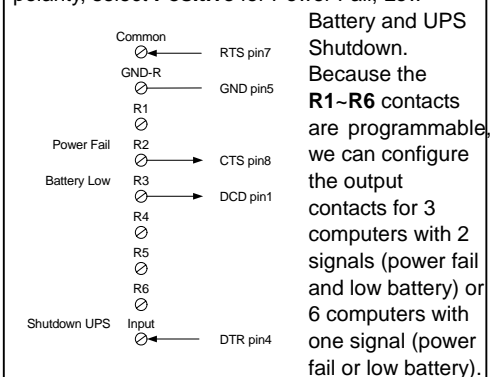 polarity, select Positive for Power Fail, Low
Battery and UPS
Shutdown.
Because the
R1~R6 contacts
are programmable,
we can configure
the output
contacts for 3
computers with 2
signals (power fail
and low battery) or
6 computers with
one signal (power
fail or low battery).
Common
RTS pin7
GND-R
GND pin5
R1
Power Fail R2
CTS pin8
Battery Low R3
DCD pin1
R4
R5
R6
Shutdown UPS Input
DTR pin4